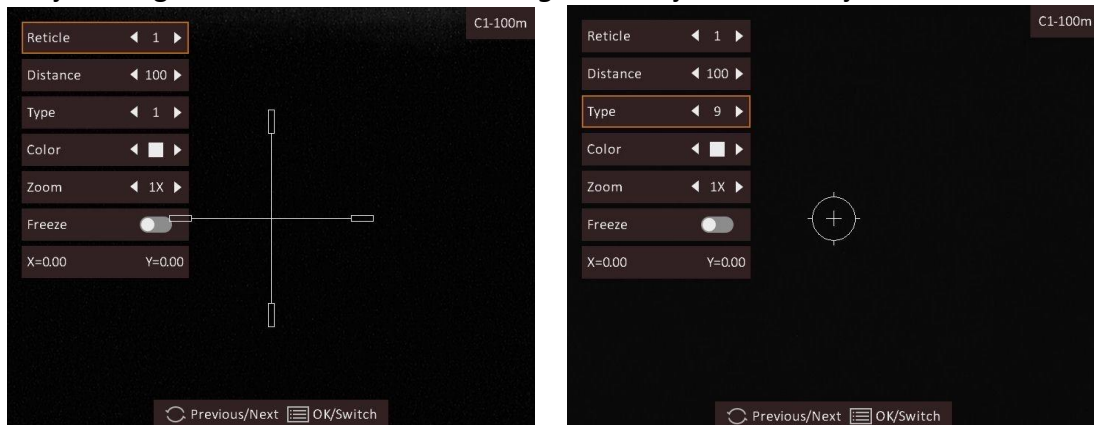 C1-100m
Reticle 1
Distance 100
Type 1
Color
Zoom 1X
Freeze
X=0.00 Y=0.00
Previous/Next OK/Switch
C1-100m
Reticle 1
Distance 100
Type 9
Color
Zoom 1X
Freeze
X=0.00 Y=0.00
Previous/Next OK/Switch